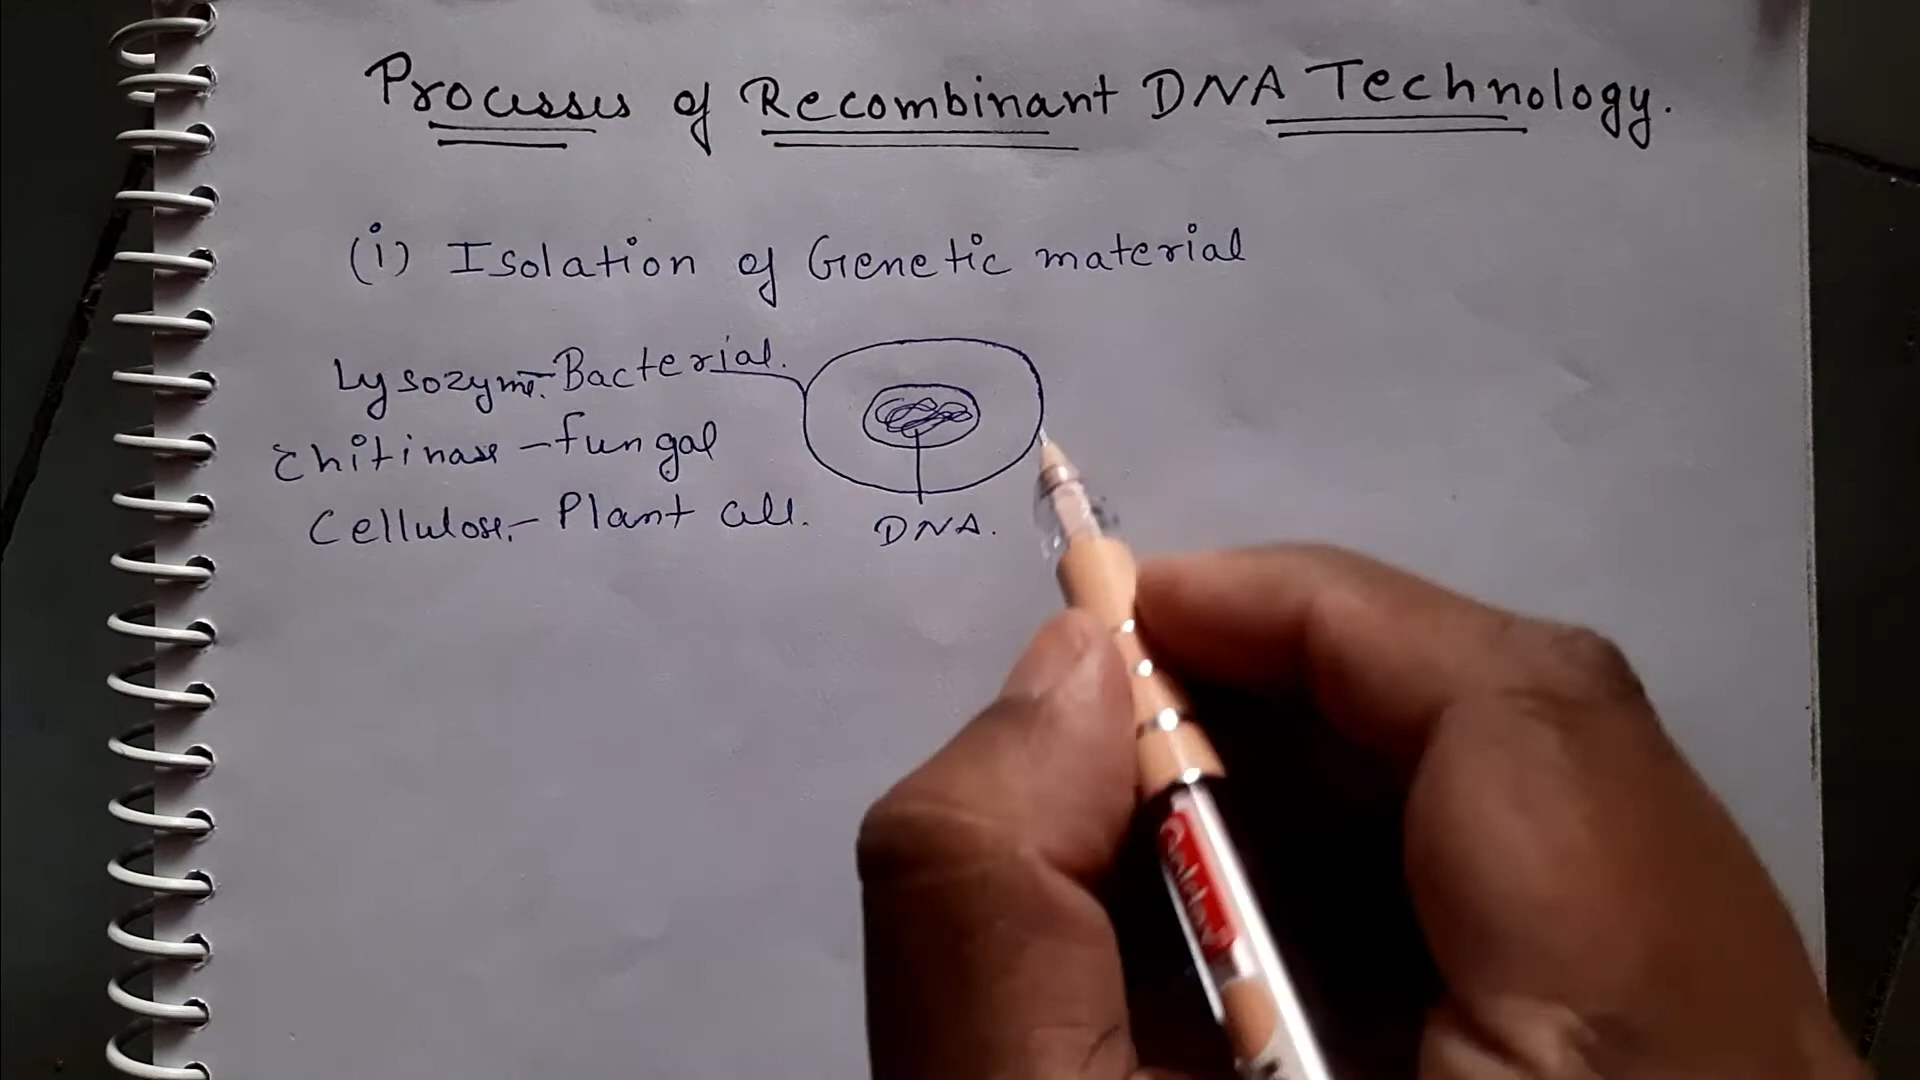 Processes of Recombinant DNA Technology.
(i) Isolation of Genetic material
Lysozyme - Bacterial.
Chitinase - fungal
Cellulose - Plant cell.
DNA.